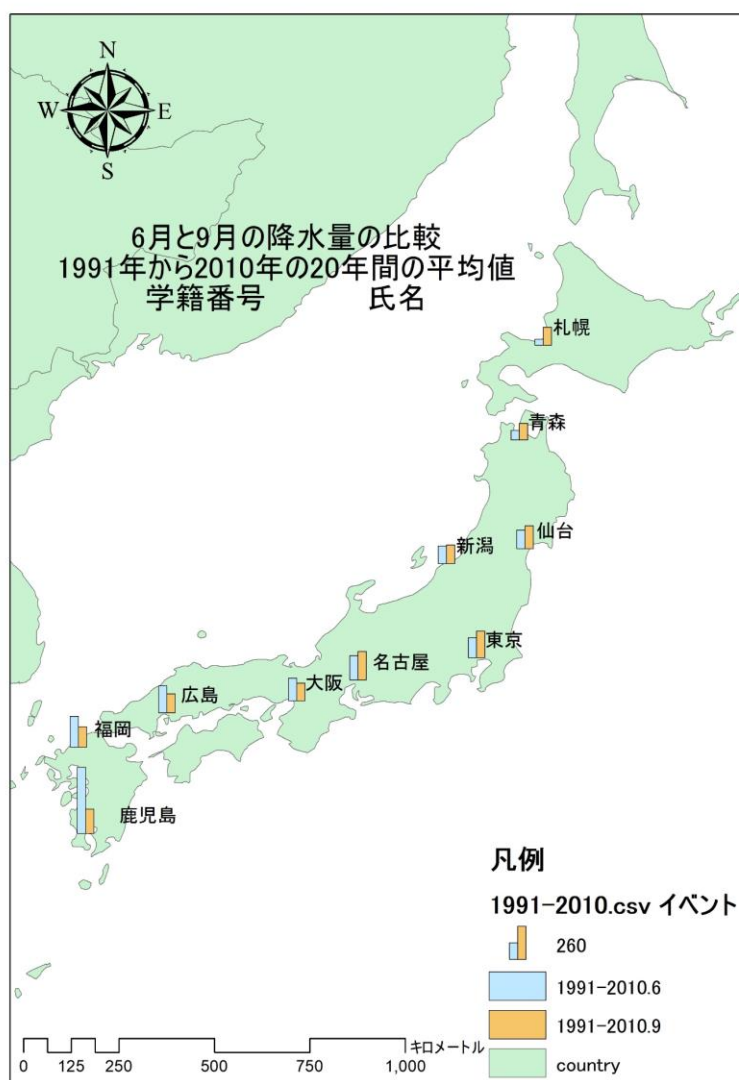 N
W E
S
6月と9月の降水量の比較
1991年から2010年の20年間の平均値
学籍番号 氏名
札幌
青森
仙台
新潟
東京
名古屋
大阪
広島
福岡
鹿児島
凡例
1991-2010.csv イベント
260
1991-2010.6
1991-2010.9
country
キロメートル
0 125 250 500 750 1,000